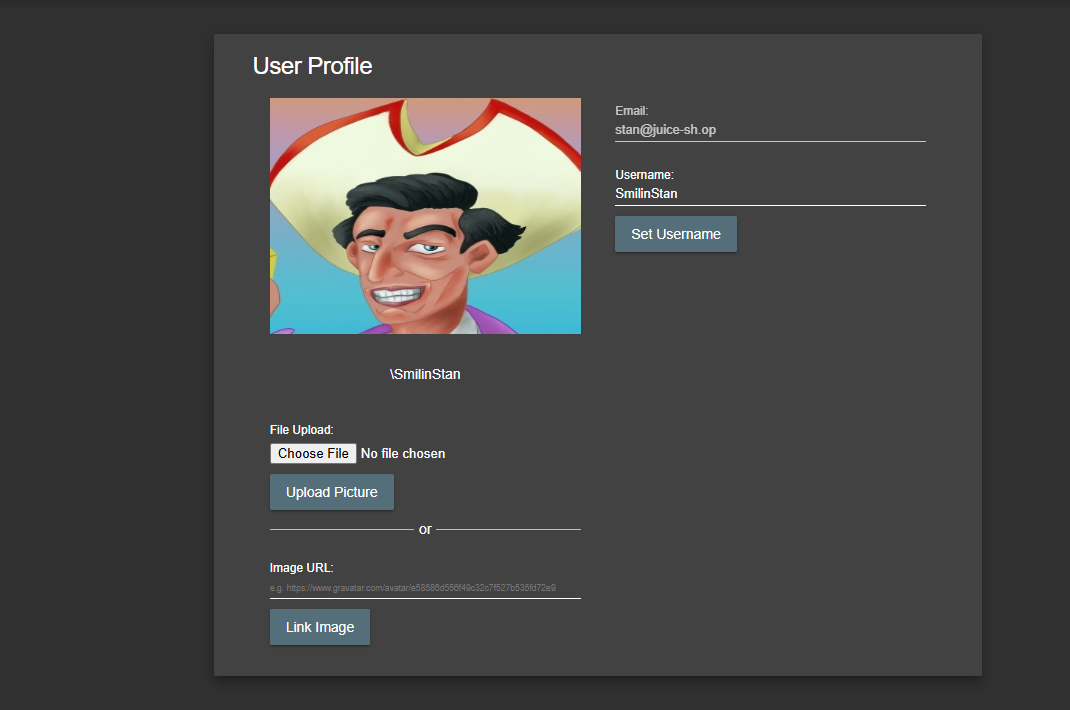 User Profile
Email:
stan@juice-sh.op
Username:
SmilinStan
Set Username
\SmilinStan
File Upload:
Choose File No file chosen
Upload Picture
or
Image URL:
e.g. https://www.gravatar.com/avatar/e58586d556f49c32c7f527b535fd72e9
Link Image